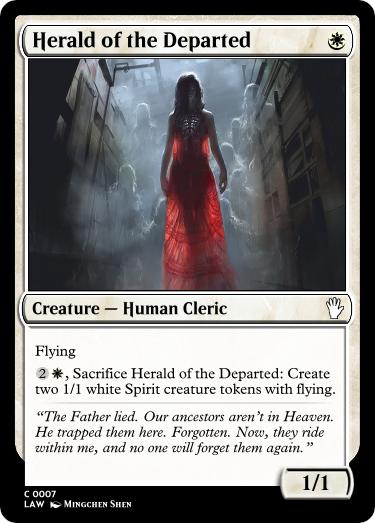 Herald of the Departed
Creature — Human Cleric
Flying
2, Sacrifice Herald of the Departed: Create
two 1/1 white Spirit creature tokens with flying.
“The Father lied. Our ancestors aren’t in Heaven.
He trapped them here. Forgotten. Now, they ride
within me, and no one will forget them again.”
1/1
C 0007
LAW Mingchen Shen